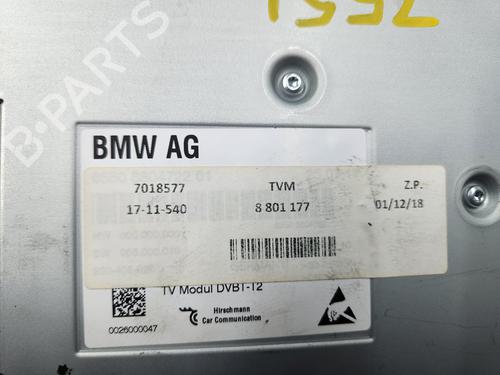 7551
B-PARTS
BMW AG
7018577 TVM Z.P.
17-11-540 8 801 177 01/12/18
TV Modul DVBT-T2
Hirschmann
Car Communication
0026000047